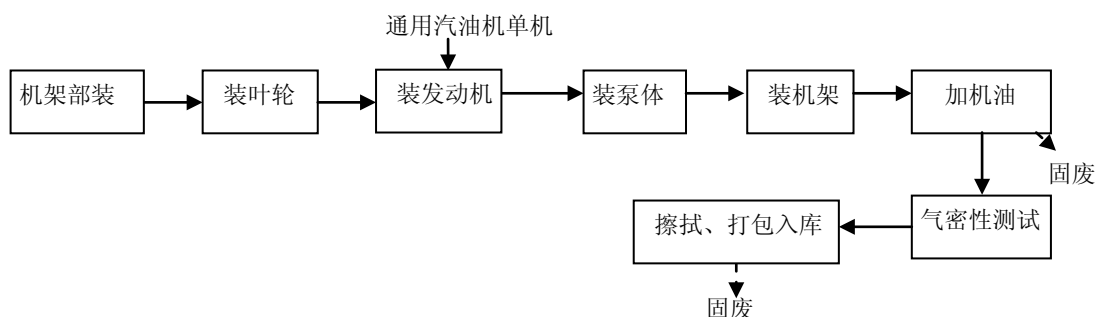 通用汽油机单机
机架部装
装叶轮
装发动机
装泵体
装机架
加机油
固废
气密性测试
擦拭、打包入库
固废